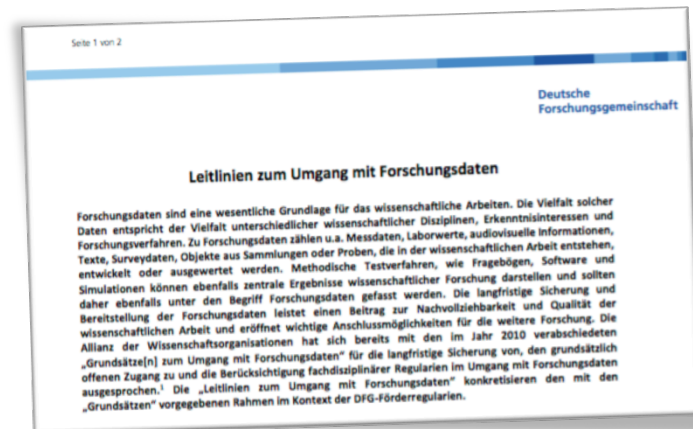 Seite 1 von 2
Deutsche
Forschungsgemeinschaft
Leitlinien zum Umgang mit Forschungsdaten
Forschungsdaten sind eine wesentliche Grundlage für das wissenschaftliche Arbeiten. Die Vielfalt solcher
Daten entspricht der Vielfalt unterschiedlicher wissenschaftlicher Disziplinen, Erkenntnisinteressen und
Forschungsverfahren. Zu Forschungsdaten zählen u.a. Messdaten, Laborwerte, audiovisuelle Informationen,
Texte, Surveydaten, Objekte aus Sammlungen oder Proben, die in der wissenschaftlichen Arbeit entstehen,
entwickelt oder ausgewertet werden. Methodische Testverfahren, wie Fragebögen, Software und
Simulationen können ebenfalls zentrale Ergebnisse wissenschaftlicher Forschung darstellen und sollten
daher ebenfalls unter den Begriff Forschungsdaten gefasst werden. Die langfristige Sicherung und
Bereitstellung der Forschungsdaten leistet einen Beitrag zur Nachvollziehbarkeit und Qualität der
wissenschaftlichen Arbeit und eröffnet wichtige Anschlussmöglichkeiten für die weitere Forschung. Die
Allianz der Wissenschaftsorganisationen hat sich bereits mit den im Jahr 2010 verabschiedeten
„Grundsätze[n] zum Umgang mit Forschungsdaten" für die langfristige Sicherung von, den grundsätzlich
offenen Zugang zu und die Berücksichtigung fachdisziplinärer Regularien im Umgang mit Forschungsdaten
ausgesprochen.¹ Die „Leitlinien zum Umgang mit Forschungsdaten" konkretisieren den mit den
„Grundsätzen" vorgegebenen Rahmen im Kontext der DFG-Förderregularien.